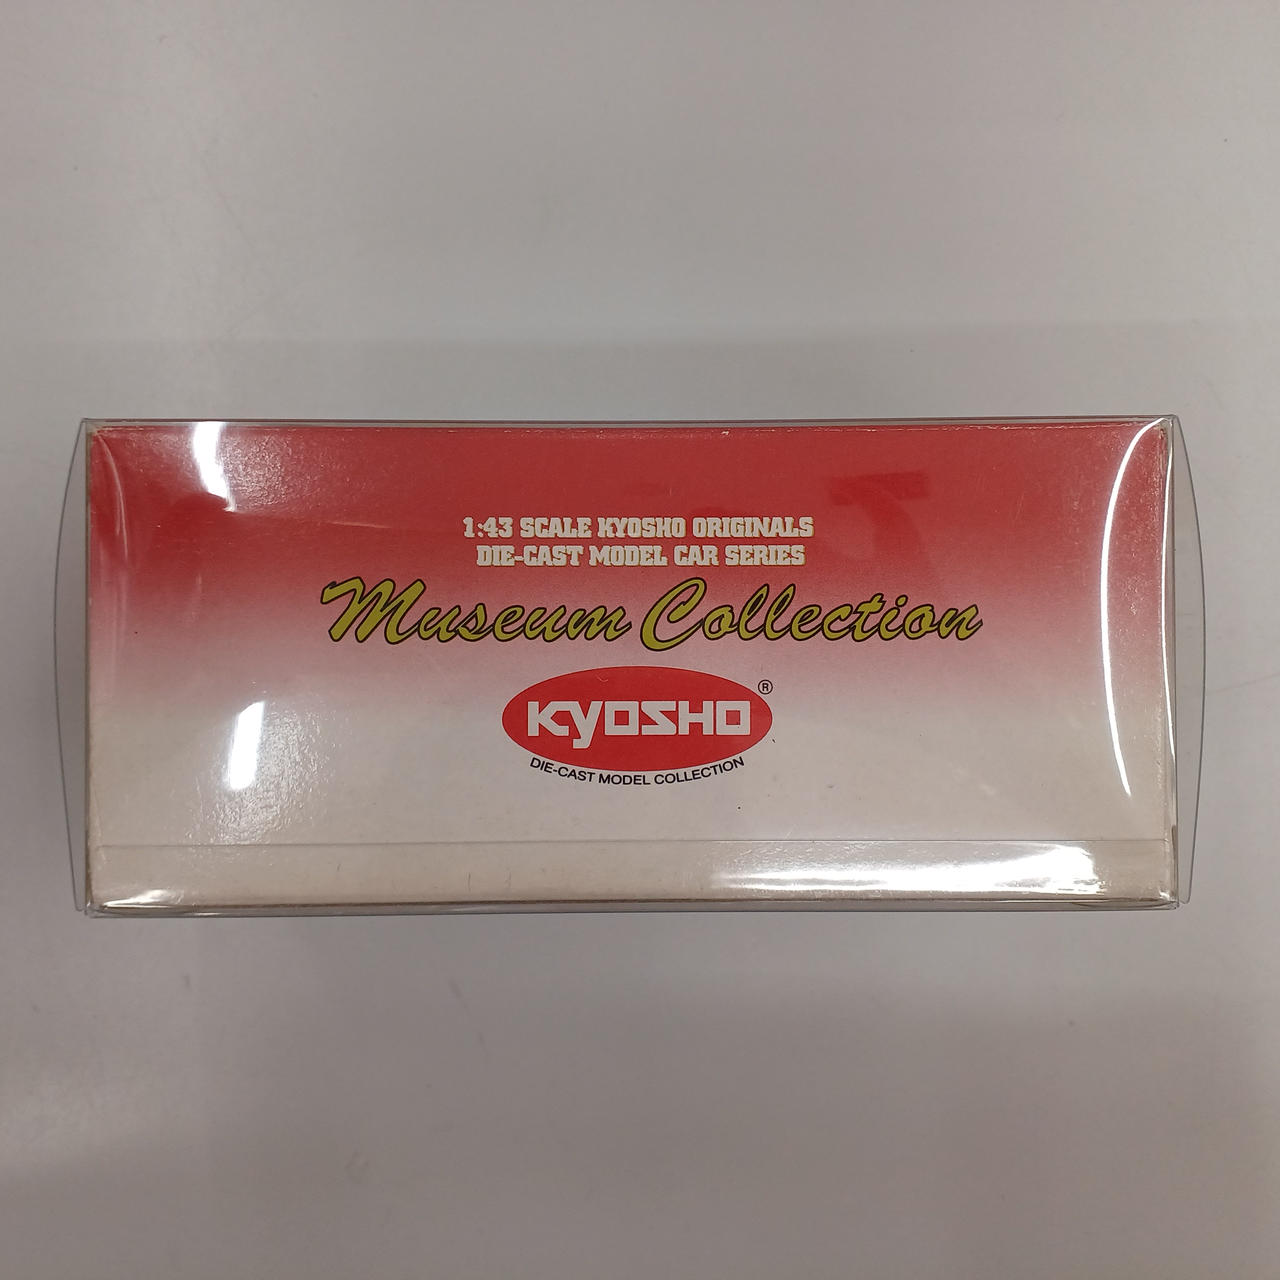 1:43 SCALE KYOSHO ORIGINALS
DIE-CAST MODEL CAR SERIES
Museum Collection
KYOSHO ®
DIE-CAST MODEL COLLECTION